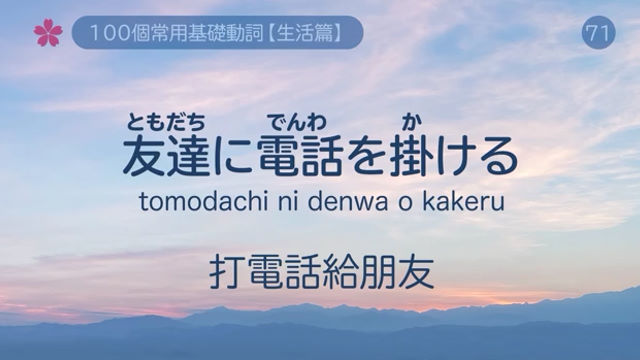 100個常用基礎動詞【生活篇】
71
ともだち でんわ か
友達に電話を掛ける
tomodachi ni denwa o kakeru
打電話給朋友